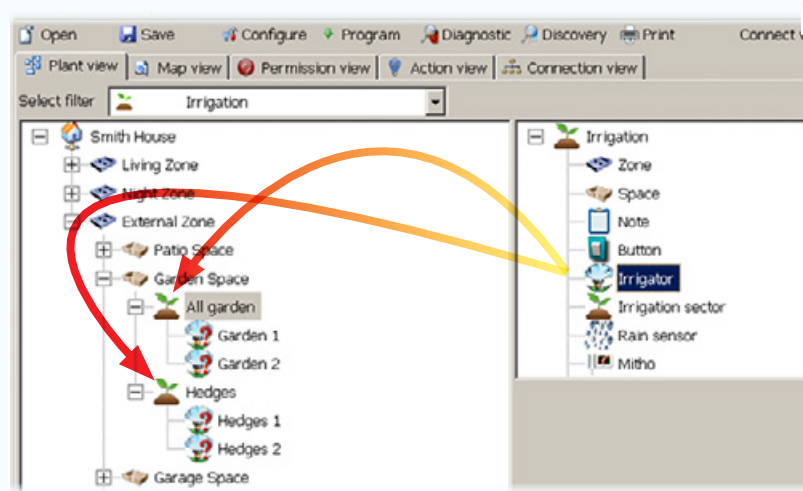 Open Save Configure Program Diagnostic Discovery Print Connect
Plant view Map view Permission view Action view Connection view
Select filter Irrigation
Smith House
Living Zone
Night Zone
External Zone
Patio Space
Garden Space
All garden
Garden 1
Garden 2
Hedges
Hedges 1
Hedges 2
Garage Space
Irrigation
Zone
Space
Note
Button
Irrigator
Irrigation sector
Rain sensor
Mitho